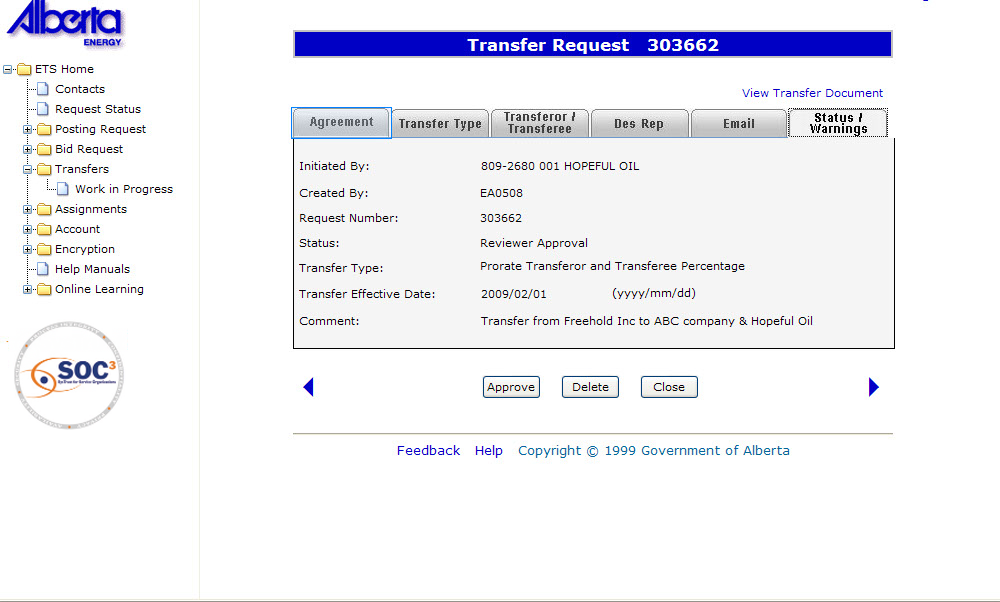 Alberta
ENERGY
ETS Home
Contacts
Request Status
Posting Request
Bid Request
Transfers
Work in Progress
Assignments
Account
Encryption
Help Manuals
Online Learning
SOC3
SysTrust for Service Organizations
Transfer Request 303662
View Transfer Document
Agreement
Transfer Type
Transferor /
Transferee
Des Rep
Email
Status /
Warnings
Initiated By: 809-2680 001 HOPEFUL OIL
Created By: EA0508
Request Number: 303662
Status: Reviewer Approval
Transfer Type: Prorate Transferor and Transferee Percentage
Transfer Effective Date: 2009/02/01 (yyyy/mm/dd)
Comment: Transfer from Freehold Inc to ABC company & Hopeful Oil
Approve Delete Close
Feedback Help Copyright © 1999 Government of Alberta